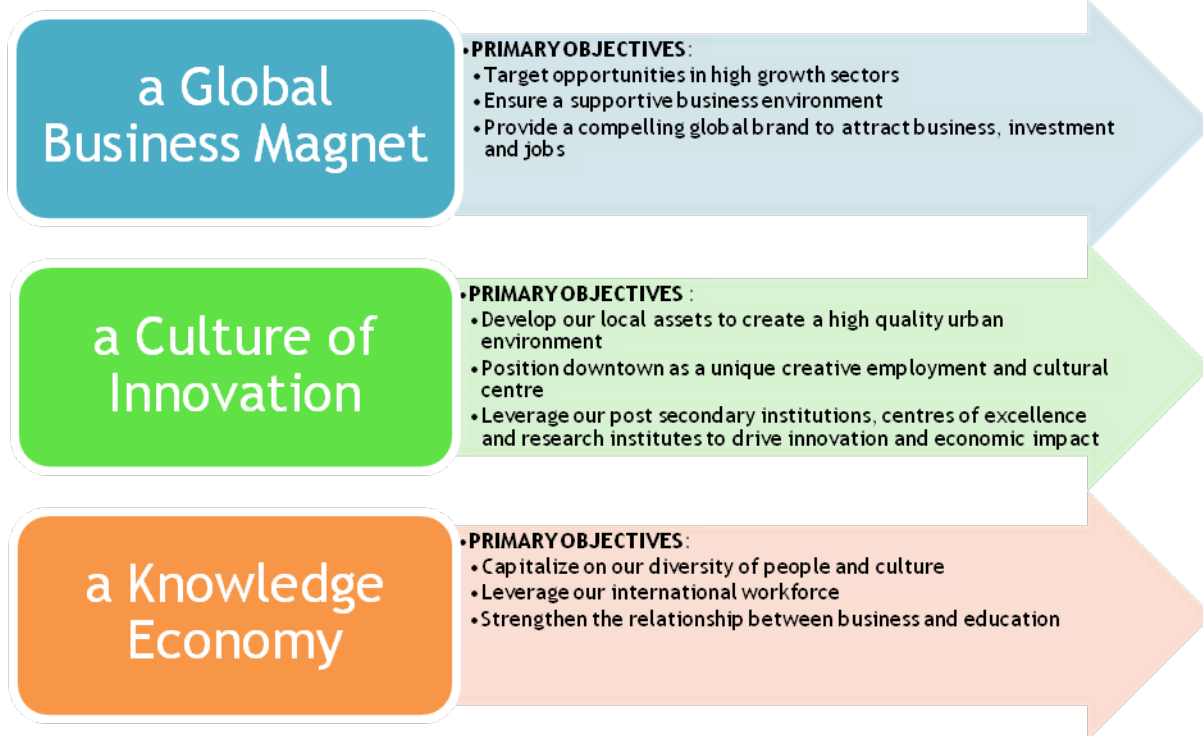 a Global
Business Magnet
•PRIMARY OBJECTIVES:
•Target opportunities in high growth sectors
•Ensure a supportive business environment
•Provide a compelling global brand to attract business, investment
and jobs
a Culture of
Innovation
•PRIMARY OBJECTIVES :
•Develop our local assets to create a high quality urban
environment
•Position downtown as a unique creative employment and cultural
centre
•Leverage our post secondary institutions, centres of excellence
and research institutes to drive innovation and economic impact
a Knowledge
Economy
•PRIMARY OBJECTIVES:
•Capitalize on our diversity of people and culture
•Leverage our international workforce
•Strengthen the relationship between business and education